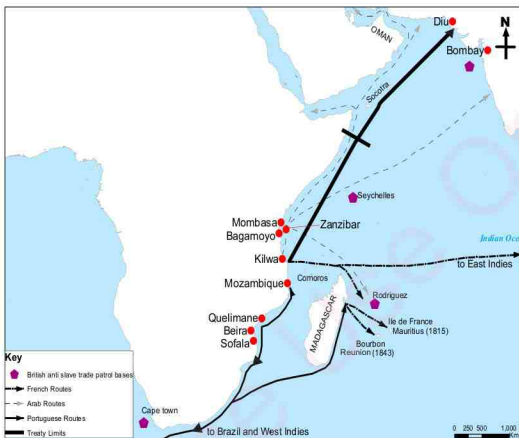 OMAN
Diu
N
Bombay
Socotra
Seychelles
Mombasa
Zanzibar
Bagamoyo
Indian Oce
Kilwa
to East Indies
Comoros
Mozambique
Rodriguez
MADAGASCAR
Quelimane
Ile de France
Mauritius (1815)
Beira
Bourbon
Reunion (1843)
Sofala
Key
Britah anti slave trade patrol bases
French Routes
Arab Routes
Portuguese Routes
Treaty Limits
Cape town
to Brazil and West Indies
0 250 500 1,000